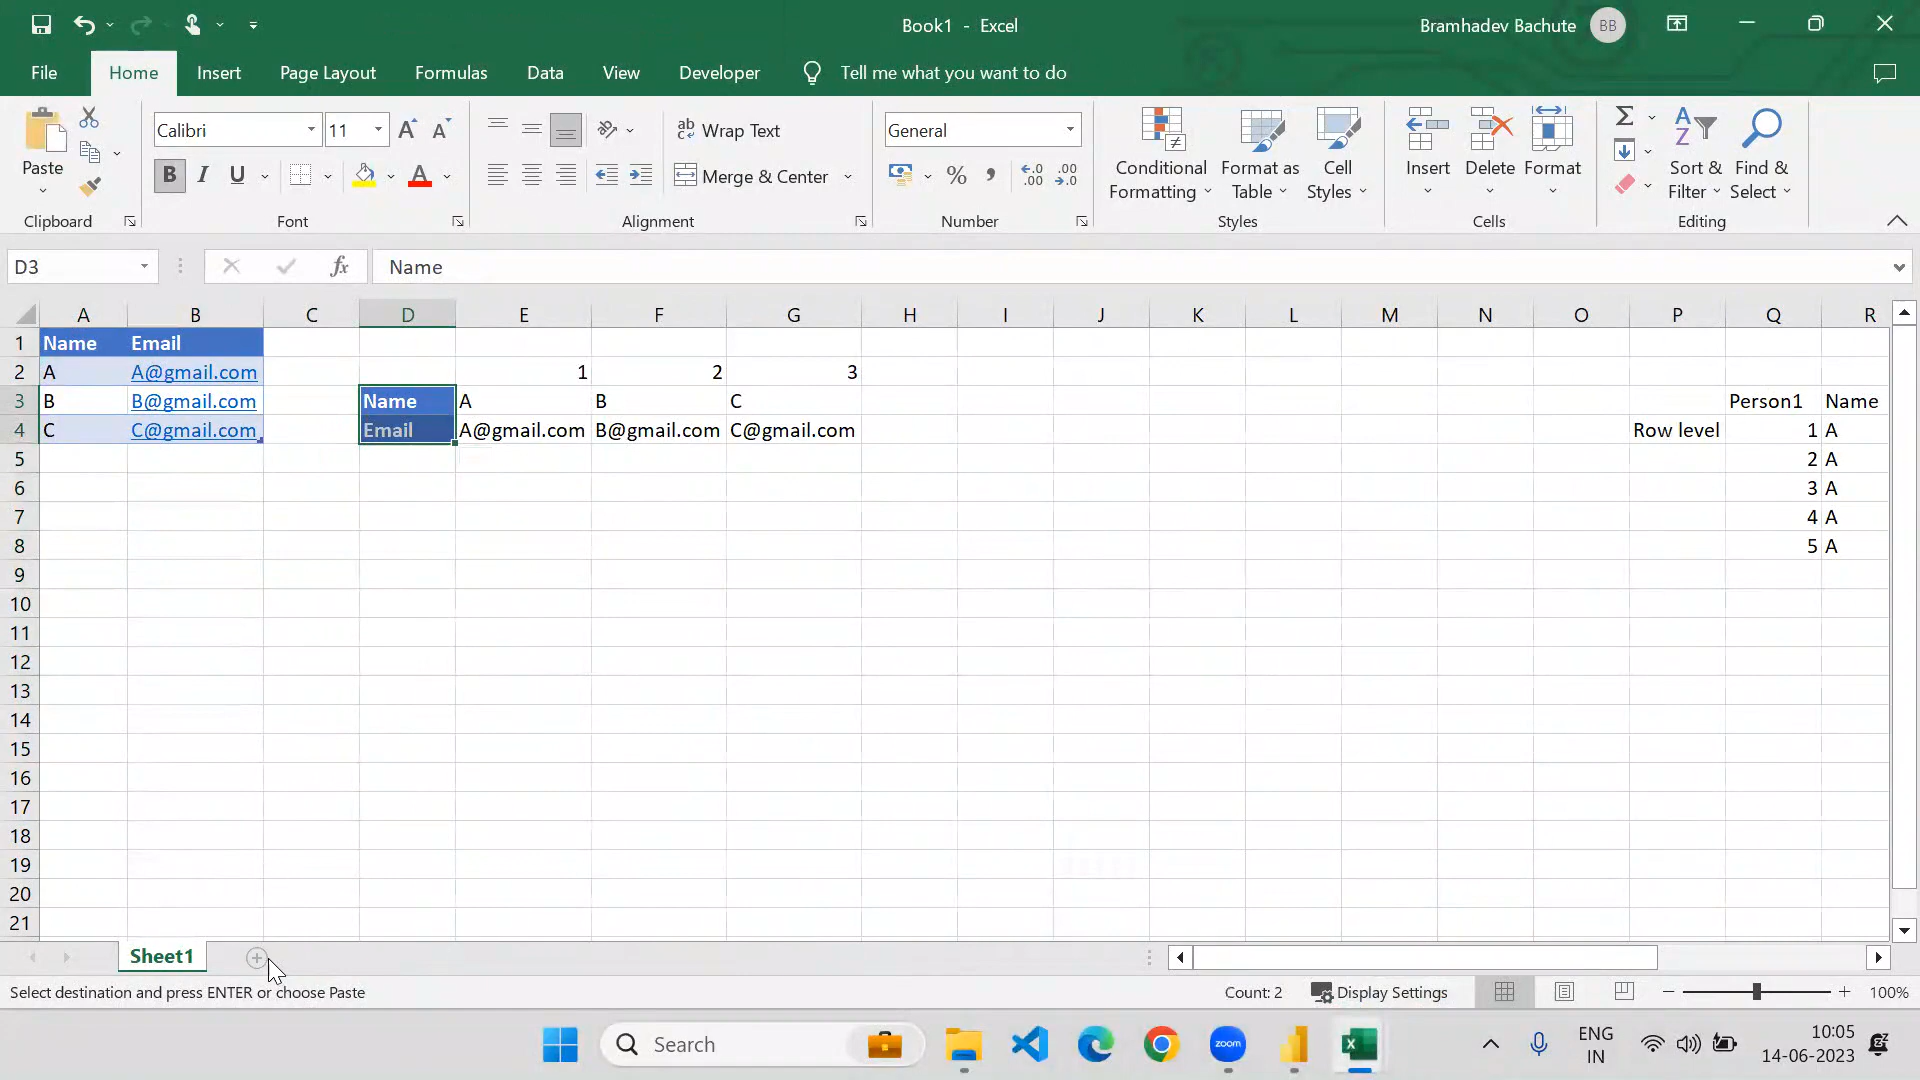 Book1 - Excel
Bramhadev Bachute BB
File Home Insert Page Layout Formulas Data View Developer Tell me what you want to do
Paste
Clipboard
Calibri 11 A A
B I U A
Font
ab Wrap Text
Merge & Center
Alignment
General
% , .00 .00
Number
Conditional Formatting
Format as Table
Cell Styles
Styles
Insert Delete Format
Cells
Sort & Filter
Find & Select
Editing
D3 fx Name
A B C D E F G H I J K L M N O P Q R
1 Name Email
2 A A@gmail.com 1 2 3
3 B B@gmail.com Name A B C Person1 Name
4 C C@gmail.com Email A@gmail.com B@gmail.com C@gmail.com Row level 1 A
5 2 A
6 3 A
7 4 A
8 5 A
9
10
11
12
13
14
15
16
17
18
19
20
21
Sheet1
Select destination and press ENTER or choose Paste Count: 2 Display Settings 100%
Search zoom ENG IN 10:05 14-06-2023